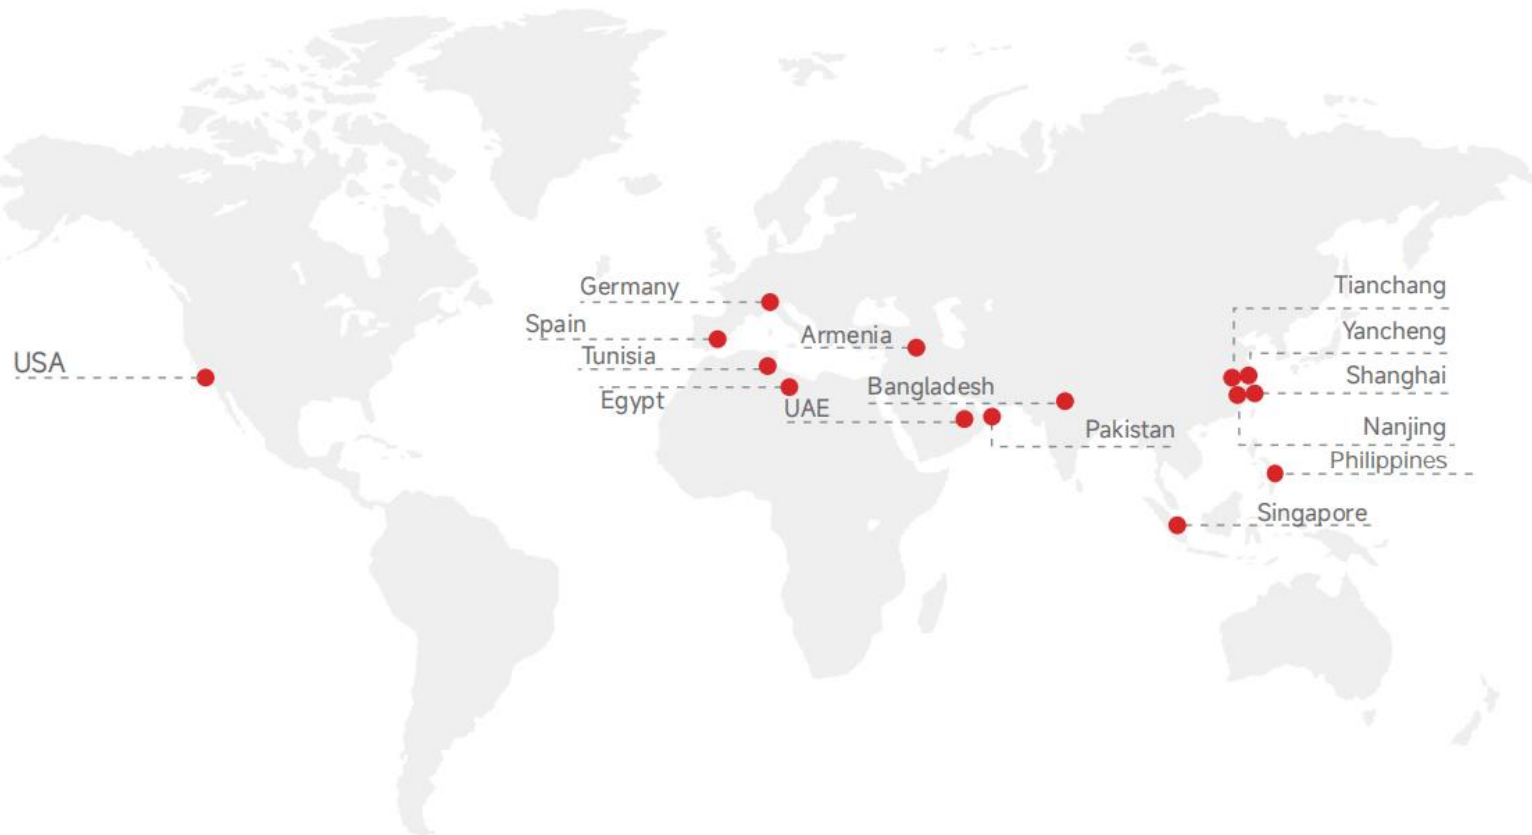 Tianchang
Germany
Spain
Yancheng
Armenia
Tunisia
USA
Shanghai
Bangladesh
Egypt
UAE
Nanjing
Pakistan
Philippines
Singapore